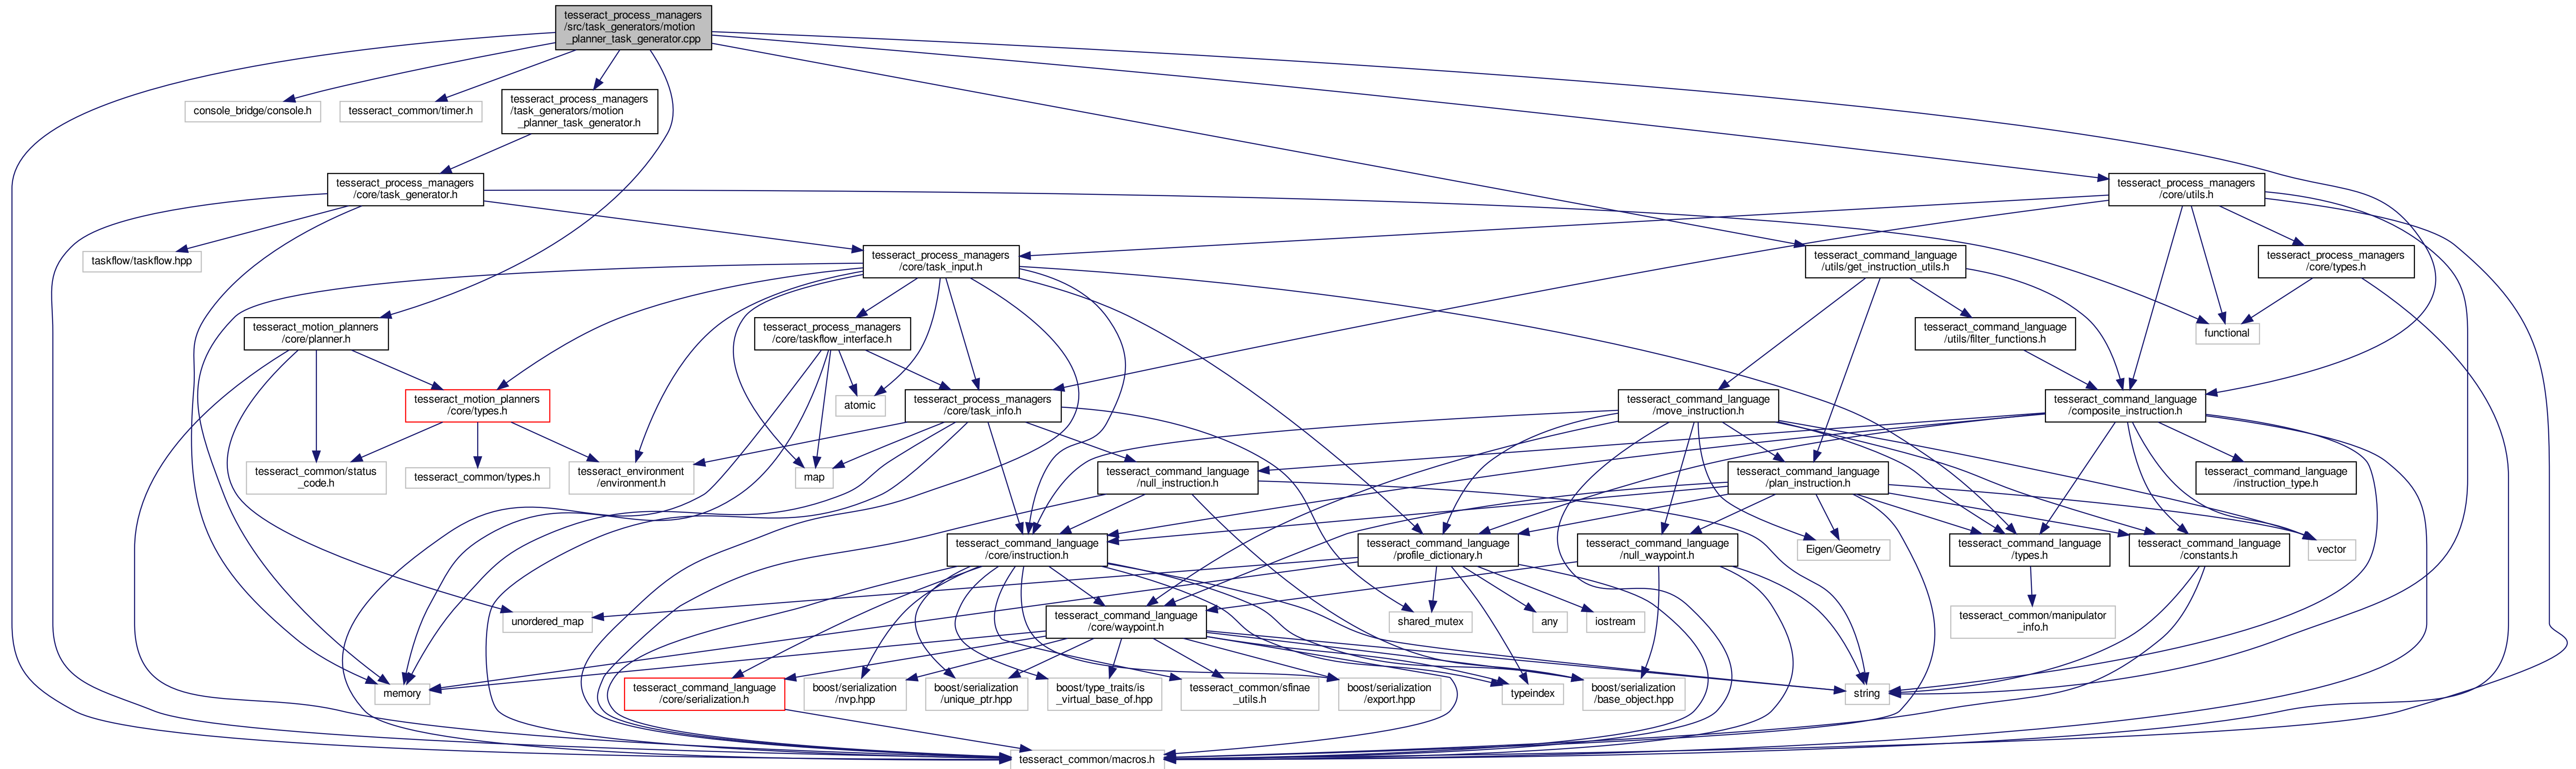 tesseract_process_managers
/src/task_generators/motion
_planner_task_generator.cpp
console_bridge/console.h
tesseract_common/timer.h
tesseract_process_managers
/task_generators/motion
_planner_task_generator.h
tesseract_process_managers
/core/task_generator.h
tesseract_process_managers
/core/utils.h
taskflow/taskflow.hpp
tesseract_process_managers
/core/task_input.h
tesseract_command_language
/utils/get_instruction_utils.h
tesseract_process_managers
/core/types.h
tesseract_motion_planners
/core/planner.h
tesseract_process_managers
/core/taskflow_interface.h
tesseract_command_language
/utils/filter_functions.h
functional
tesseract_motion_planners
/core/types.h
atomic
tesseract_process_managers
/core/task_info.h
tesseract_command_language
/move_instruction.h
tesseract_command_language
/composite_instruction.h
tesseract_common/status
_code.h
tesseract_common/types.h
tesseract_environment
/environment.h
map
tesseract_command_language
/null_instruction.h
tesseract_command_language
/plan_instruction.h
tesseract_command_language
/instruction_type.h
tesseract_command_language
/core/instruction.h
tesseract_command_language
/profile_dictionary.h
tesseract_command_language
/null_waypoint.h
Eigen/Geometry
tesseract_command_language
/types.h
tesseract_command_language
/constants.h
vector
unordered_map
tesseract_command_language
/core/waypoint.h
shared_mutex
any
iostream
tesseract_common/manipulator
_info.h
memory
tesseract_command_language
/core/serialization.h
boost/serialization
/nvp.hpp
boost/serialization
/unique_ptr.hpp
boost/type_traits/is
_virtual_base_of.hpp
tesseract_common/sfinae
_utils.h
boost/serialization
/export.hpp
typeindex
boost/serialization
/base_object.hpp
string
tesseract_common/macros.h